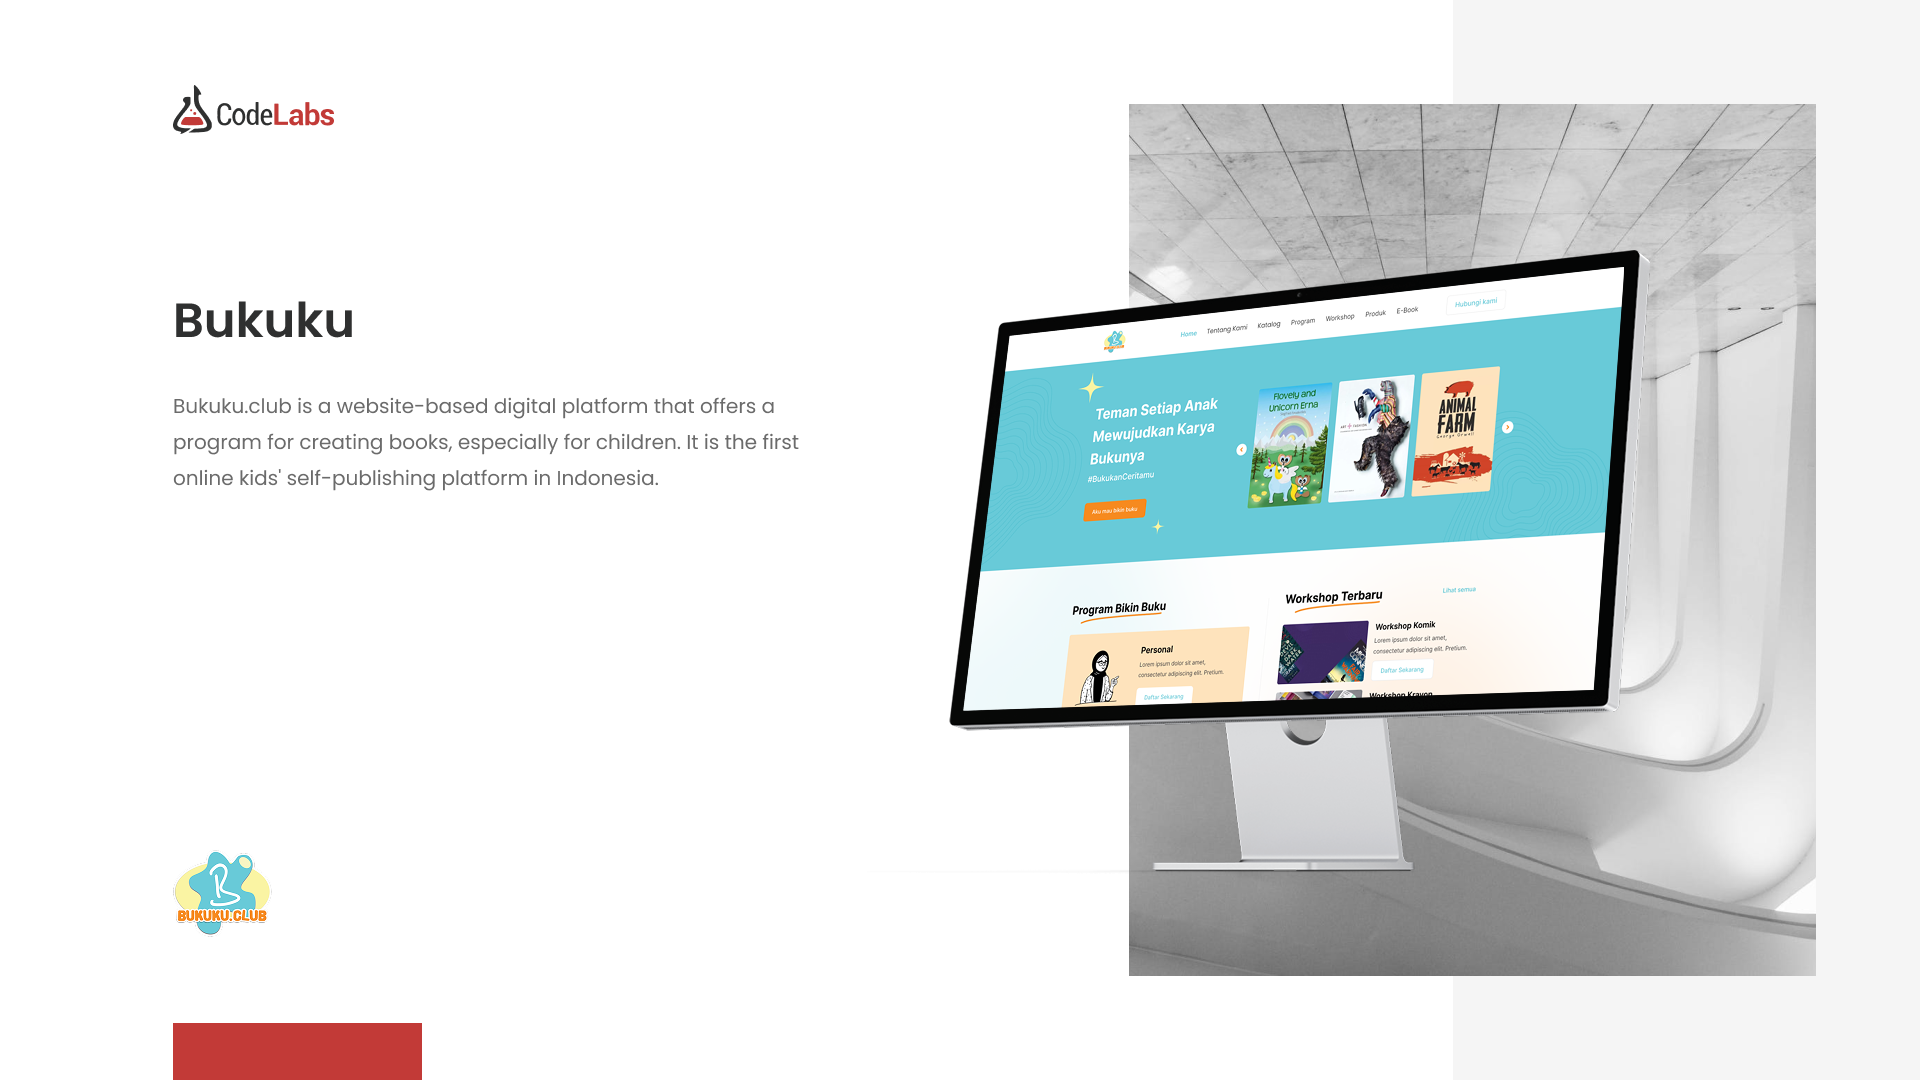 CodeLabs
Bukuku
Bukuku.club is a website-based digital platform that offers a
program for creating books, especially for children. It is the first
online kids' self-publishing platform in Indonesia.
BUKUKU.CLUB
Home Tentang Kami Katalog Program Workshop Produk E-Book Hubungi kami
Teman Setiap Anak
Mewujudkan Karya
Bukunya
#BukukanCeritamu
Aku mau bikin buku
Flovely and
Unicorn Erna
ANIMAL
FARM
George Orwell
Program Bikin Buku
Personal
Lorem ipsum dolor sit amet,
consectetur adipiscing elit. Pretium.
Daftar Sekarang
Workshop Terbaru
Lihat semua
Workshop Komik
Lorem ipsum dolor sit amet,
consectetur adipiscing elit. Pretium.
Daftar Sekarang
Workshop Krayon